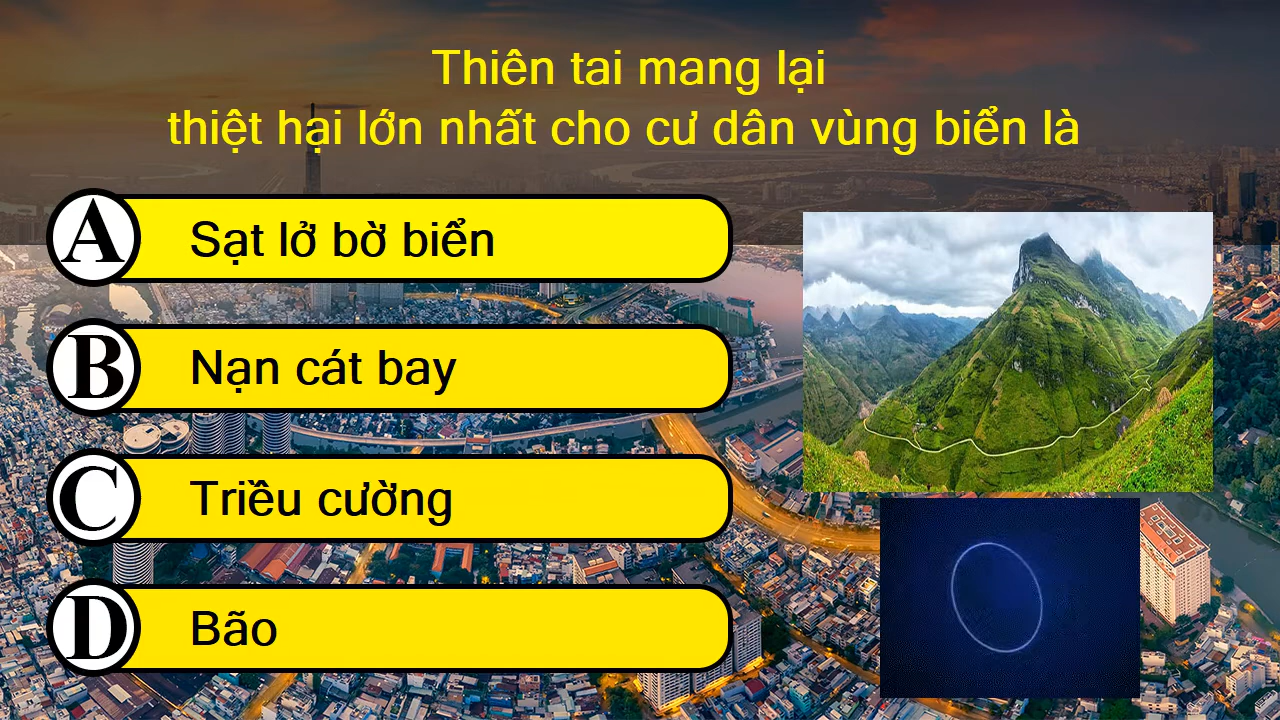 Thiên tai mang lại
thiệt hại lớn nhất cho cư dân vùng biển là
A Sạt lở bờ biển
B Nạn cát bay
C Triều cường
D Bão